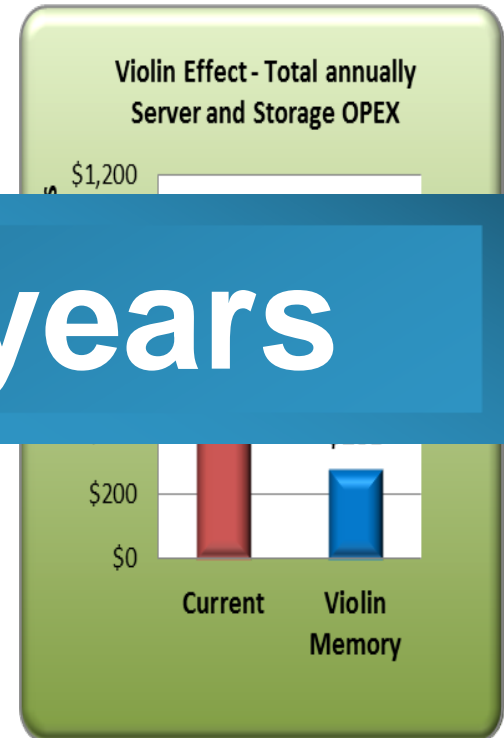 Violin Effect - Total annually
Server and Storage OPEX
$1,200
years
$200
$0
Current
Violin
Memory